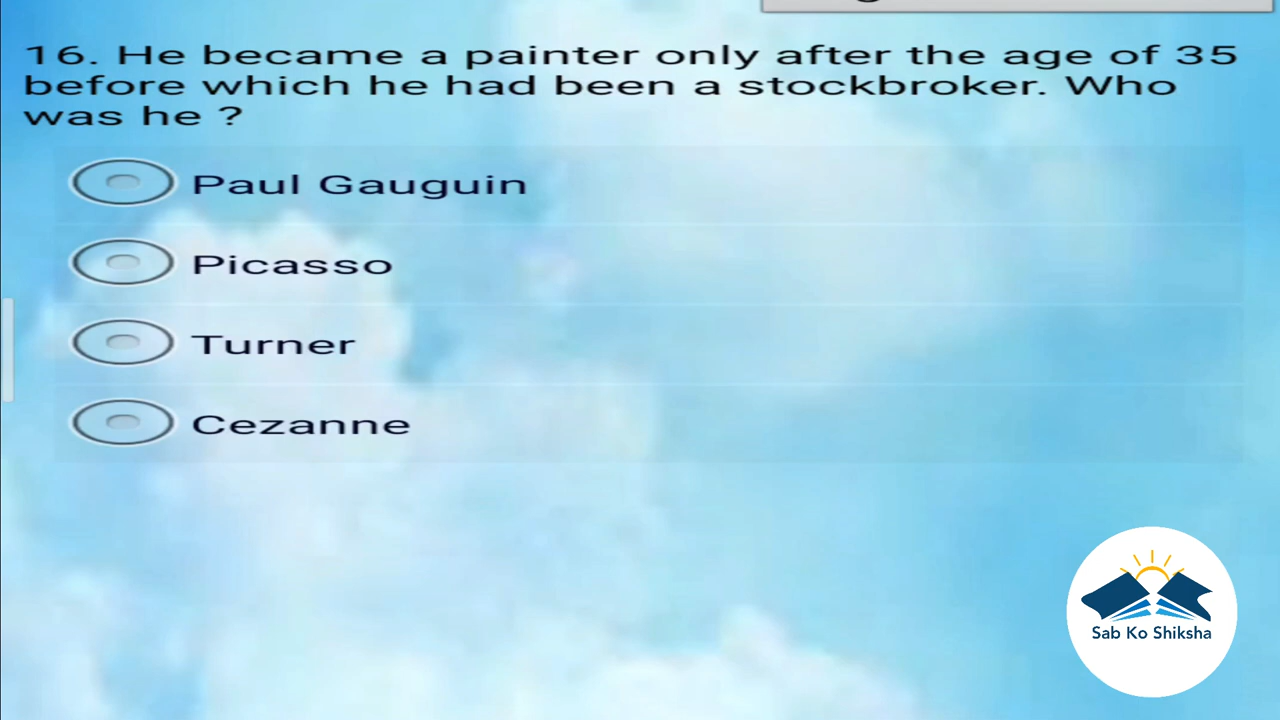 16. He became a painter only after the age of 35
before which he had been a stockbroker. Who
was he ?
Paul Gauguin
Picasso
Turner
Cezanne
Sab Ko Shiksha